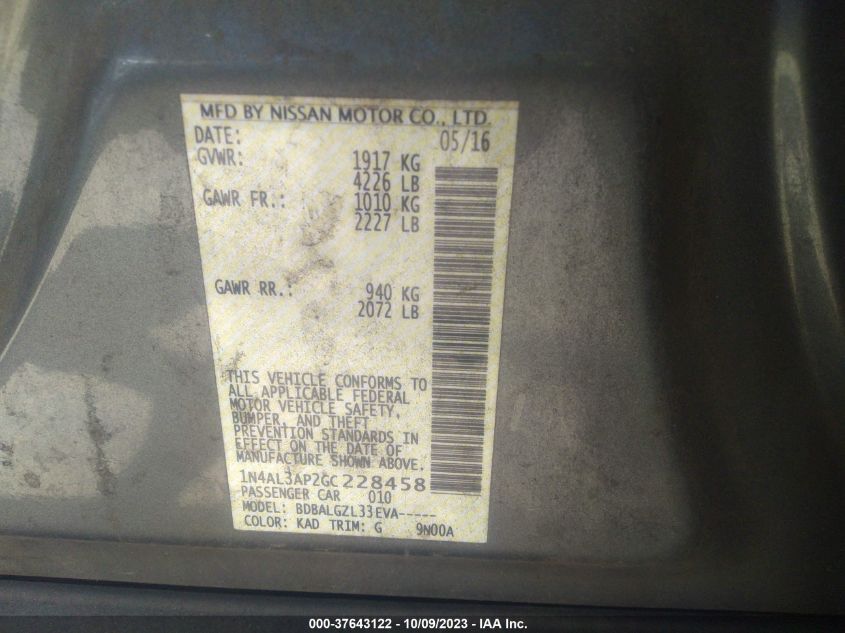 MFD BY NISSAN MOTOR CO., LTD.
DATE: 05/16
GVWR: 1917 KG
4226 LB
GAWR FR.: 1010 KG
2227 LB
GAWR RR.: 940 KG
2072 LB
THIS VEHICLE CONFORMS TO
ALL APPLICABLE FEDERAL
MOTOR VEHICLE SAFETY,
BUMPER, AND THEFT
PREVENTION STANDARDS IN
EFFECT ON THE DATE OF
MANUFACTURE SHOWN ABOVE.
1N4AL3AP2GC228458
PASSENGER CAR 010
MODEL: BDBALGZL33EVA-----
COLOR: KAD TRIM: G 9N00A
000-37643122 - 10/09/2023 - IAA Inc.